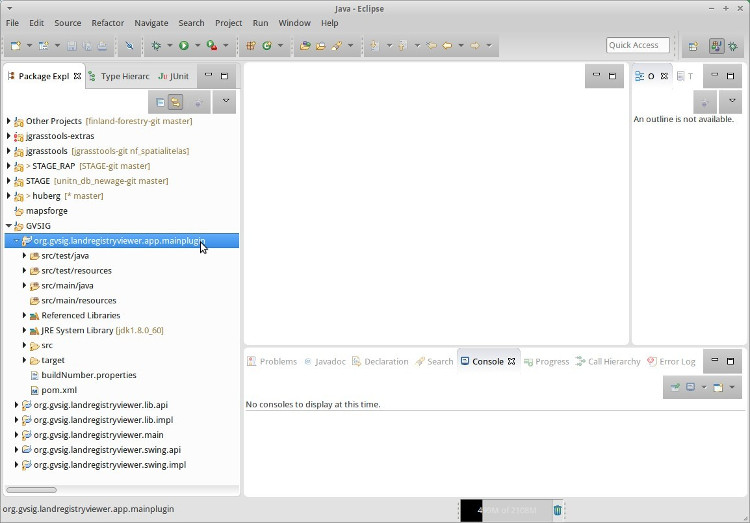 Java - Eclipse
File Edit Source Refactor Navigate Search Project Run Window Help
Quick Access
Package Expl Type Hierarc JUnit
O T
Other Projects [finland-forestry-git master]
An outline is not available.
jgrasstools-extras
jgrasstools [jgrasstools-git nf_spatialitelas]
> STAGE_RAP [STAGE-git master]
STAGE [unitn_db_newage-git master]
> huberg [* master]
mapsforge
GVSIG
org.gvsig.landregistryviewer.app.mainplugin
src/test/java
src/test/resources
src/main/java
src/main/resources
Referenced Libraries
JRE System Library [jdk1.8.0_60]
src
target
buildNumber.properties
pom.xml
org.gvsig.landregistryviewer.lib.api
org.gvsig.landregistryviewer.lib.impl
org.gvsig.landregistryviewer.main
org.gvsig.landregistryviewer.swing.api
org.gvsig.landregistryviewer.swing.impl
Problems Javadoc Declaration Search Console Progress Call Hierarchy Error Log
No consoles to display at this time.
org.gvsig.landregistryviewer.app.mainplugin